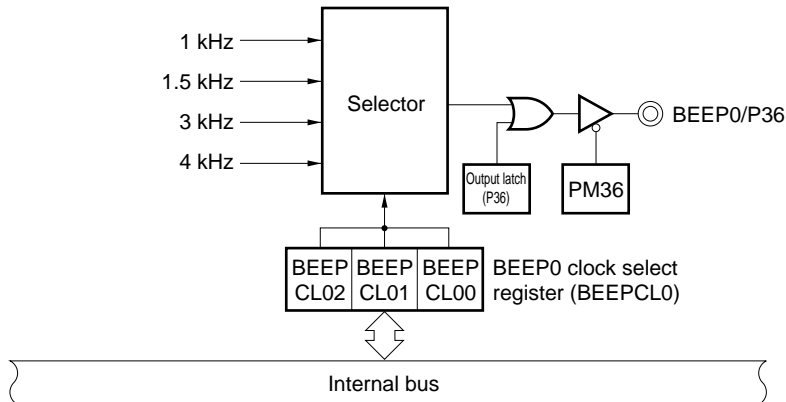 1 kHz
1.5 kHz
3 kHz
4 kHz
Selector
BEEP0/P36
Output latch
(P36)
PM36
BEEP
CL02
BEEP
CL01
BEEP
CL00
BEEP0 clock select
register (BEEPCL0)
Internal bus